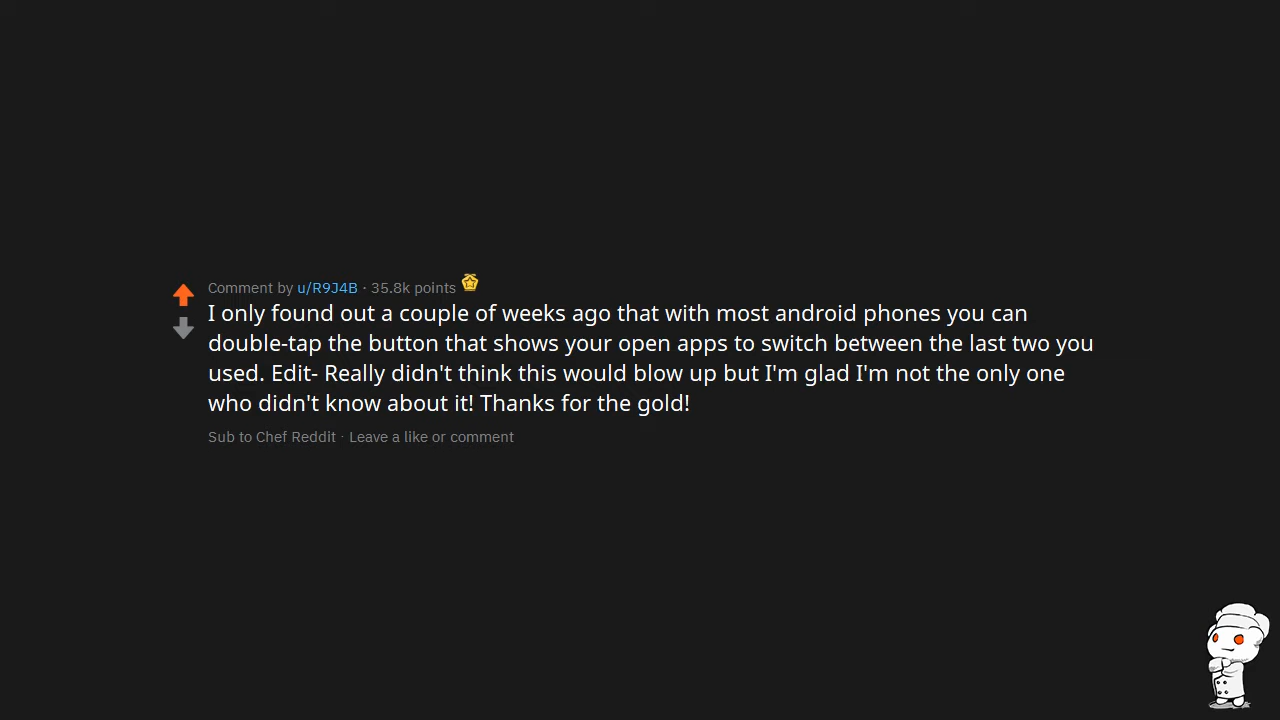 Comment by u/R9J4B · 35.8k points
I only found out a couple of weeks ago that with most android phones you can
double-tap the button that shows your open apps to switch between the last two you
used. Edit- Really didn't think this would blow up but I'm glad I'm not the only one
who didn't know about it! Thanks for the gold!
Sub to Chef Reddit · Leave a like or comment